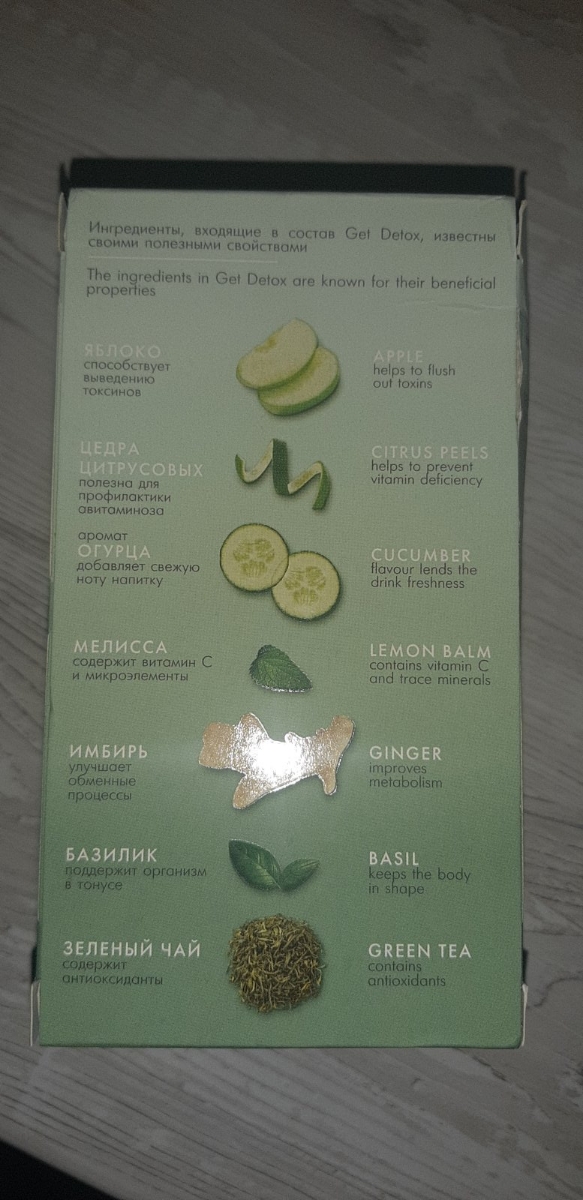 Ингредиенты, входящие в состав Get Detox, известны
своими полезными свойствами
The ingredients in Get Detox are known for their beneficial
properties
ЯБЛОКО
способствует
выведению
токсинов
APPLE
helps to flush
out toxins
ЦЕДРА
ЦИТРУСОВЫХ
полезна для
профилактики
авитаминоза
CITRUS PEELS
helps to prevent
vitamin deficiency
аромат
ОГУРЦА
добавляет свежую
ноту напитку
CUCUMBER
flavour lends the
drink freshness
МЕЛИССА
содержит витамин С
и микроэлементы
LEMON BALM
contains vitamin C
and trace minerals
ИМБИРЬ
улучшает
обменные
процессы
GINGER
improves
metabolism
БАЗИЛИК
поддержит организм
в тонусе
BASIL
keeps the body
in shape
ЗЕЛЕНЫЙ ЧАЙ
содержит
антиоксиданты
GREEN TEA
contains
antioxidants